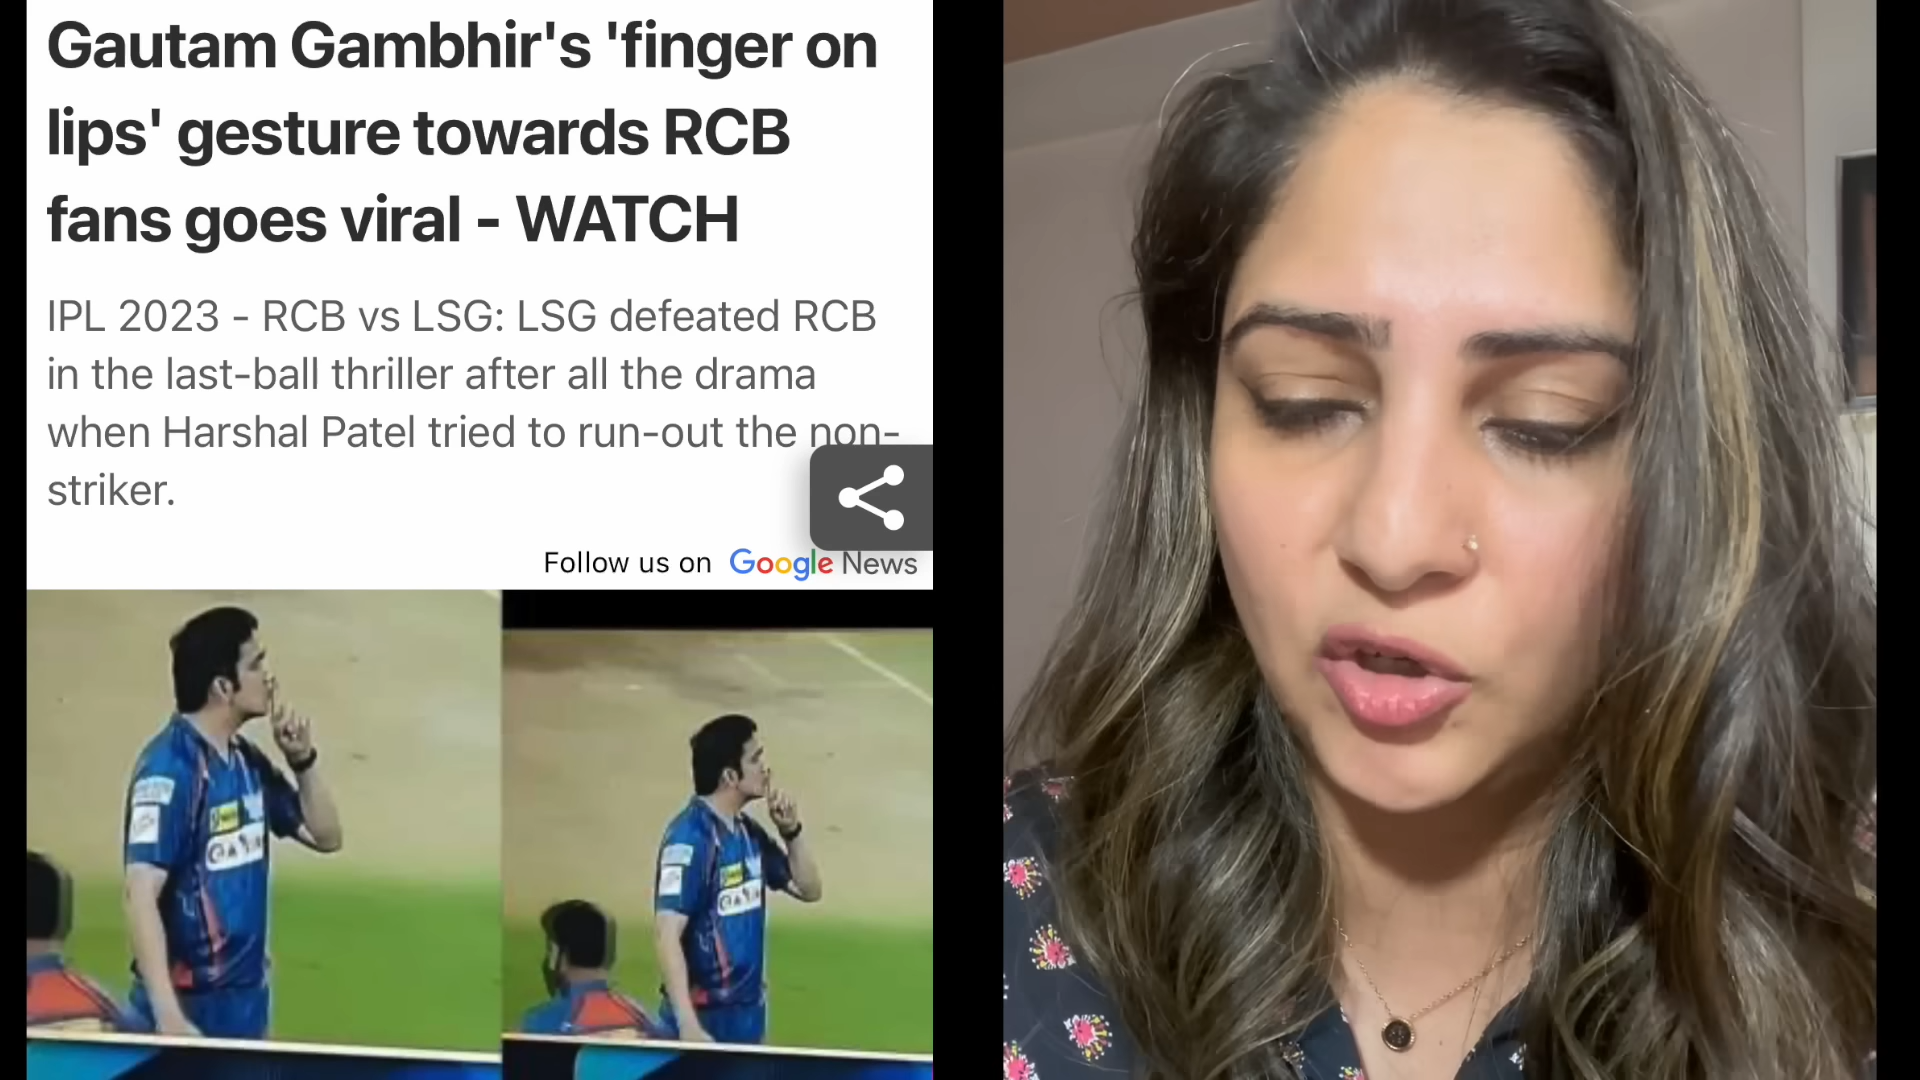 Gautam Gambhir's 'finger on
lips' gesture towards RCB
fans goes viral - WATCH
IPL 2023 - RCB vs LSG: LSG defeated RCB
in the last-ball thriller after all the drama
when Harshal Patel tried to run-out the non-
striker.
Follow us on Google News